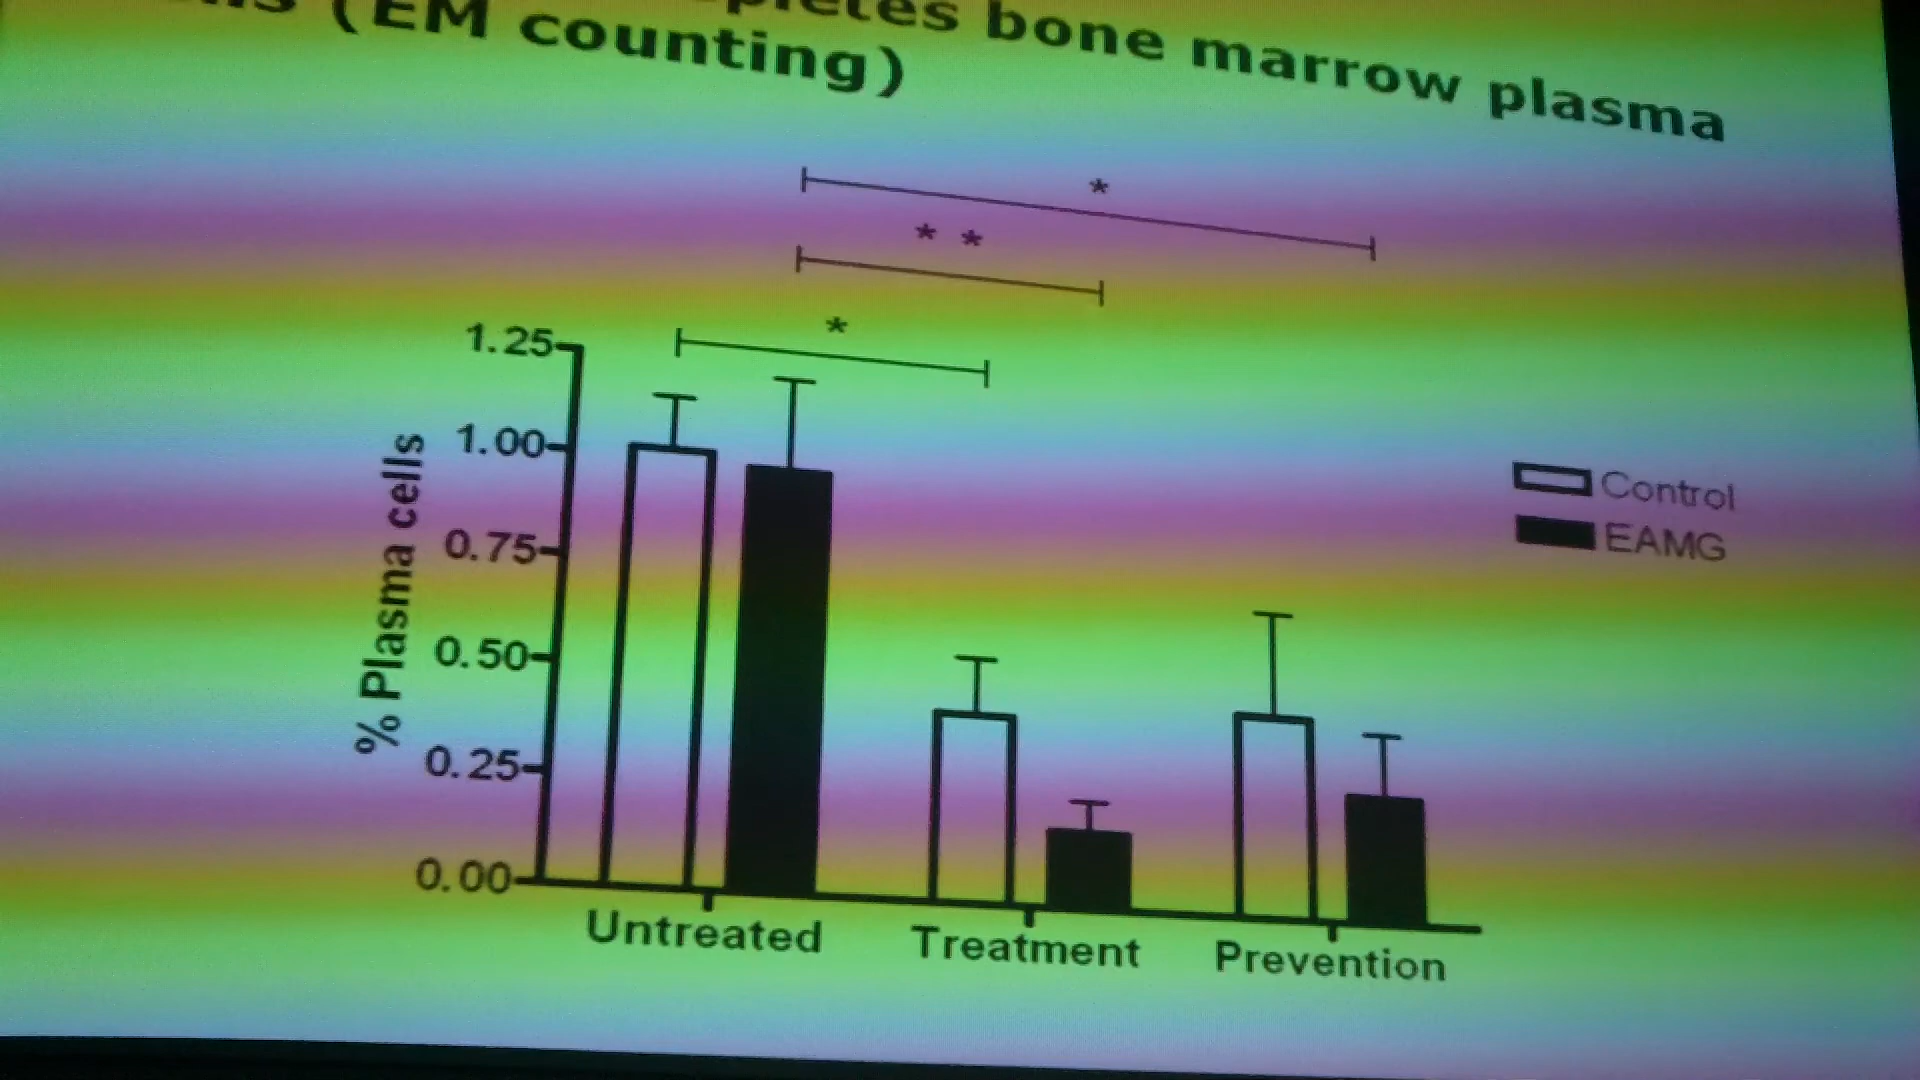 bone marrow plasma
(EM counting)
*
* *
*
1.25
1.00
0.75
0.50
0.25
0.00
% Plasma cells
Control
EAMG
Untreated
Treatment
Prevention